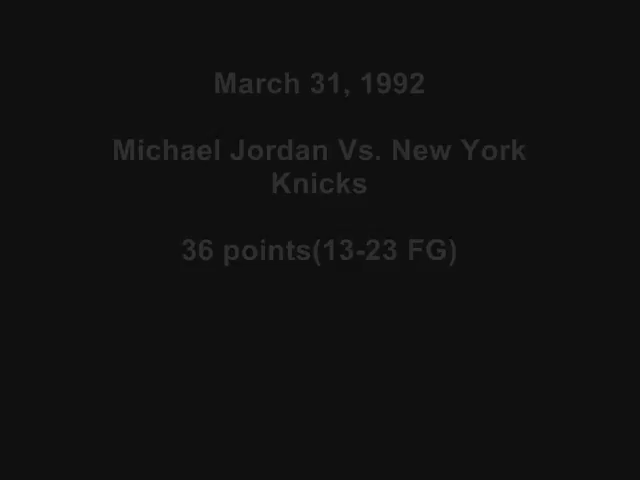 March 31, 1992
Michael Jordan Vs. New York
Knicks
36 points(13-23 FG)